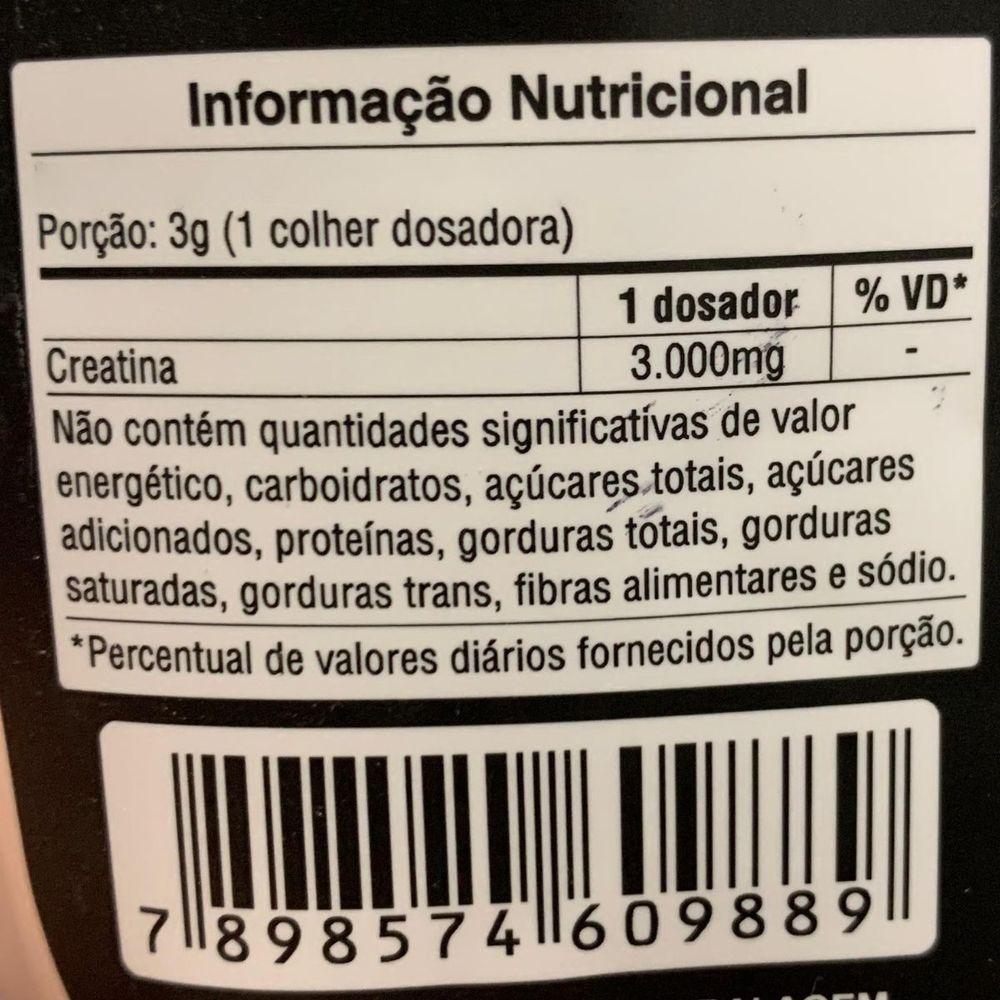 Informação Nutricional
Porção: 3g (1 colher dosadora)
1 dosador % VD*
Creatina 3.000mg -
Não contém quantidades significativas de valor
energético, carboidratos, açúcares totais, açúcares
adicionados, proteínas, gorduras totais, gorduras
saturadas, gorduras trans, fibras alimentares e sódio.
*Percentual de valores diários fornecidos pela porção.
7 898574 609889